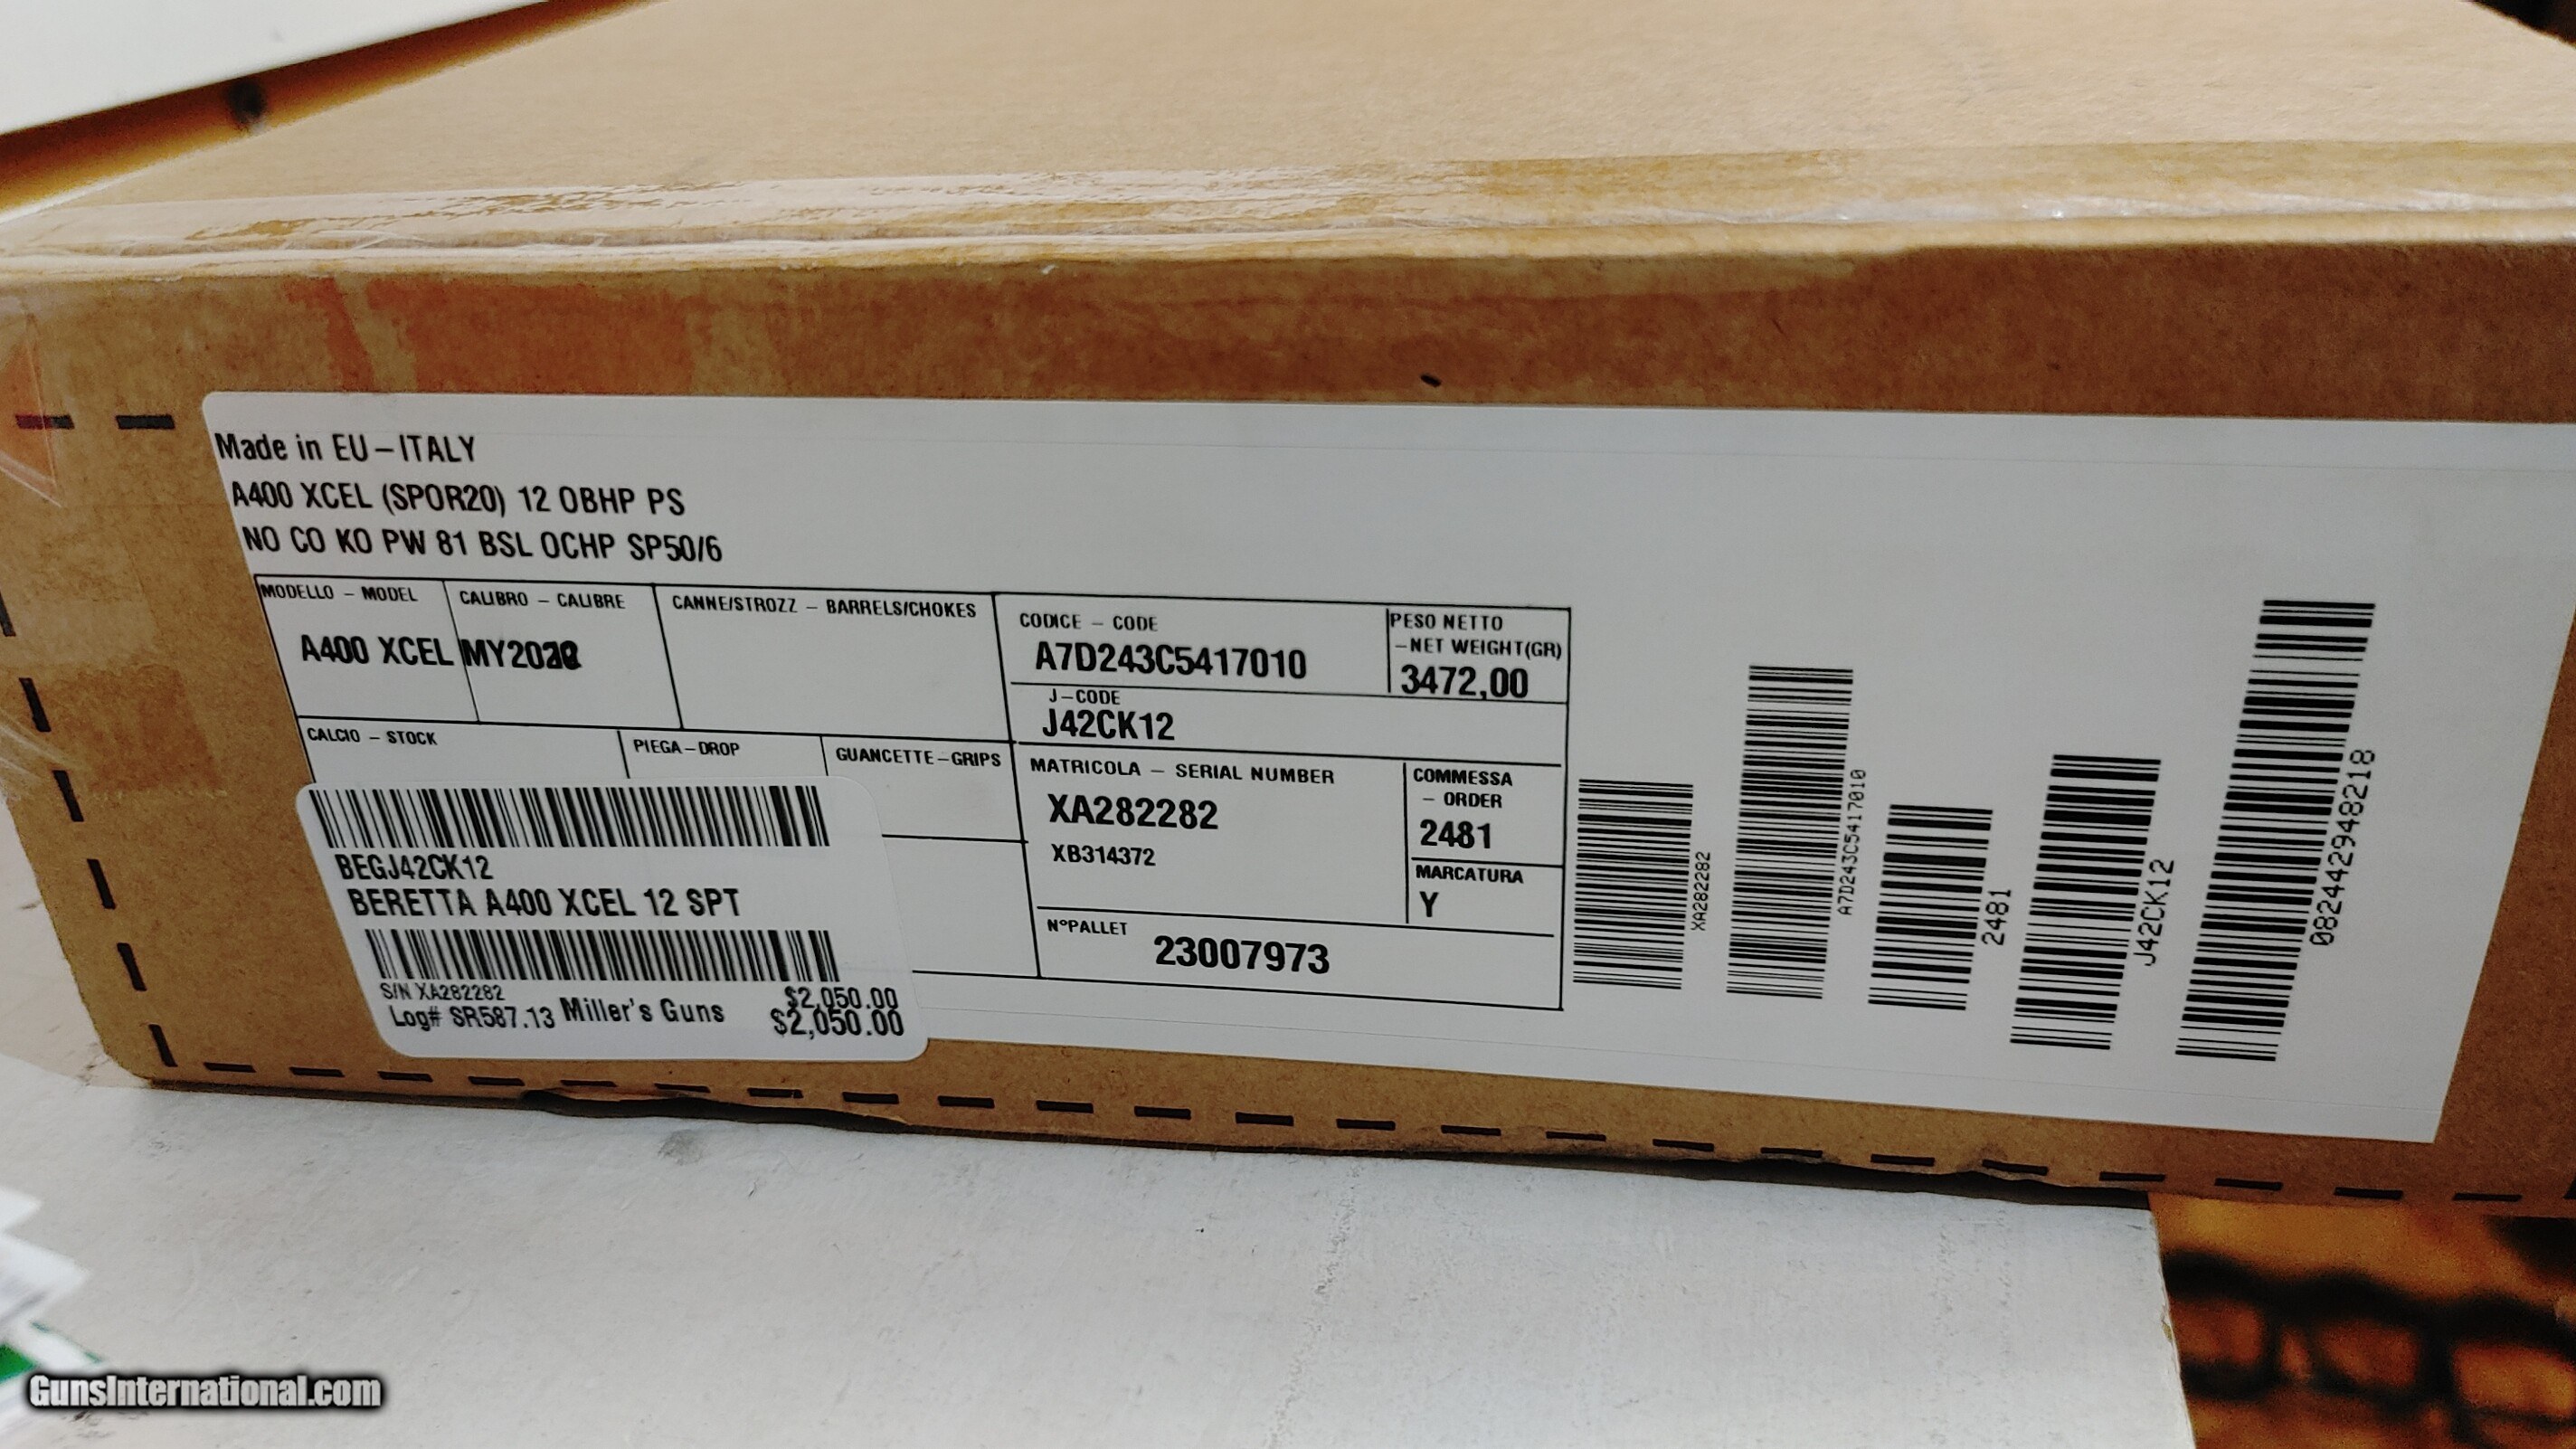 Made in EU-ITALY
A400 XCEL (SPOR20) 12 OBHP PS
NO CO KO PW 81 BSL OCHP SP50/6
MODELLO - MODEL
A400 XCEL
CALIBRO - CALIBRE
CANNE/STROZZ - BARRELS/CHOKES
CODICE - CODE
A7D243C5417010
PESO NETTO
-NET WEIGHT(GR)
3472,00
J-CODE
J42CK12
CALCIO - STOCK
PIEGA-DROP
GUANCETTE-GRIPS
MATRICOLA - SERIAL NUMBER
XA282282
XB314372
COMMESSA
- ORDER
2481
MARCATURA
Y
N°PALLET
23007973
BEGJ42CK12
BERETTA A400 XCEL 12 SPT
S/N XA282282
$2,050.00
Log# SR587.13 Miller's Guns
$2,050.00
XA282282
A7D243C5417010
2481
J42CK12
082442948218
GunsInternational.com